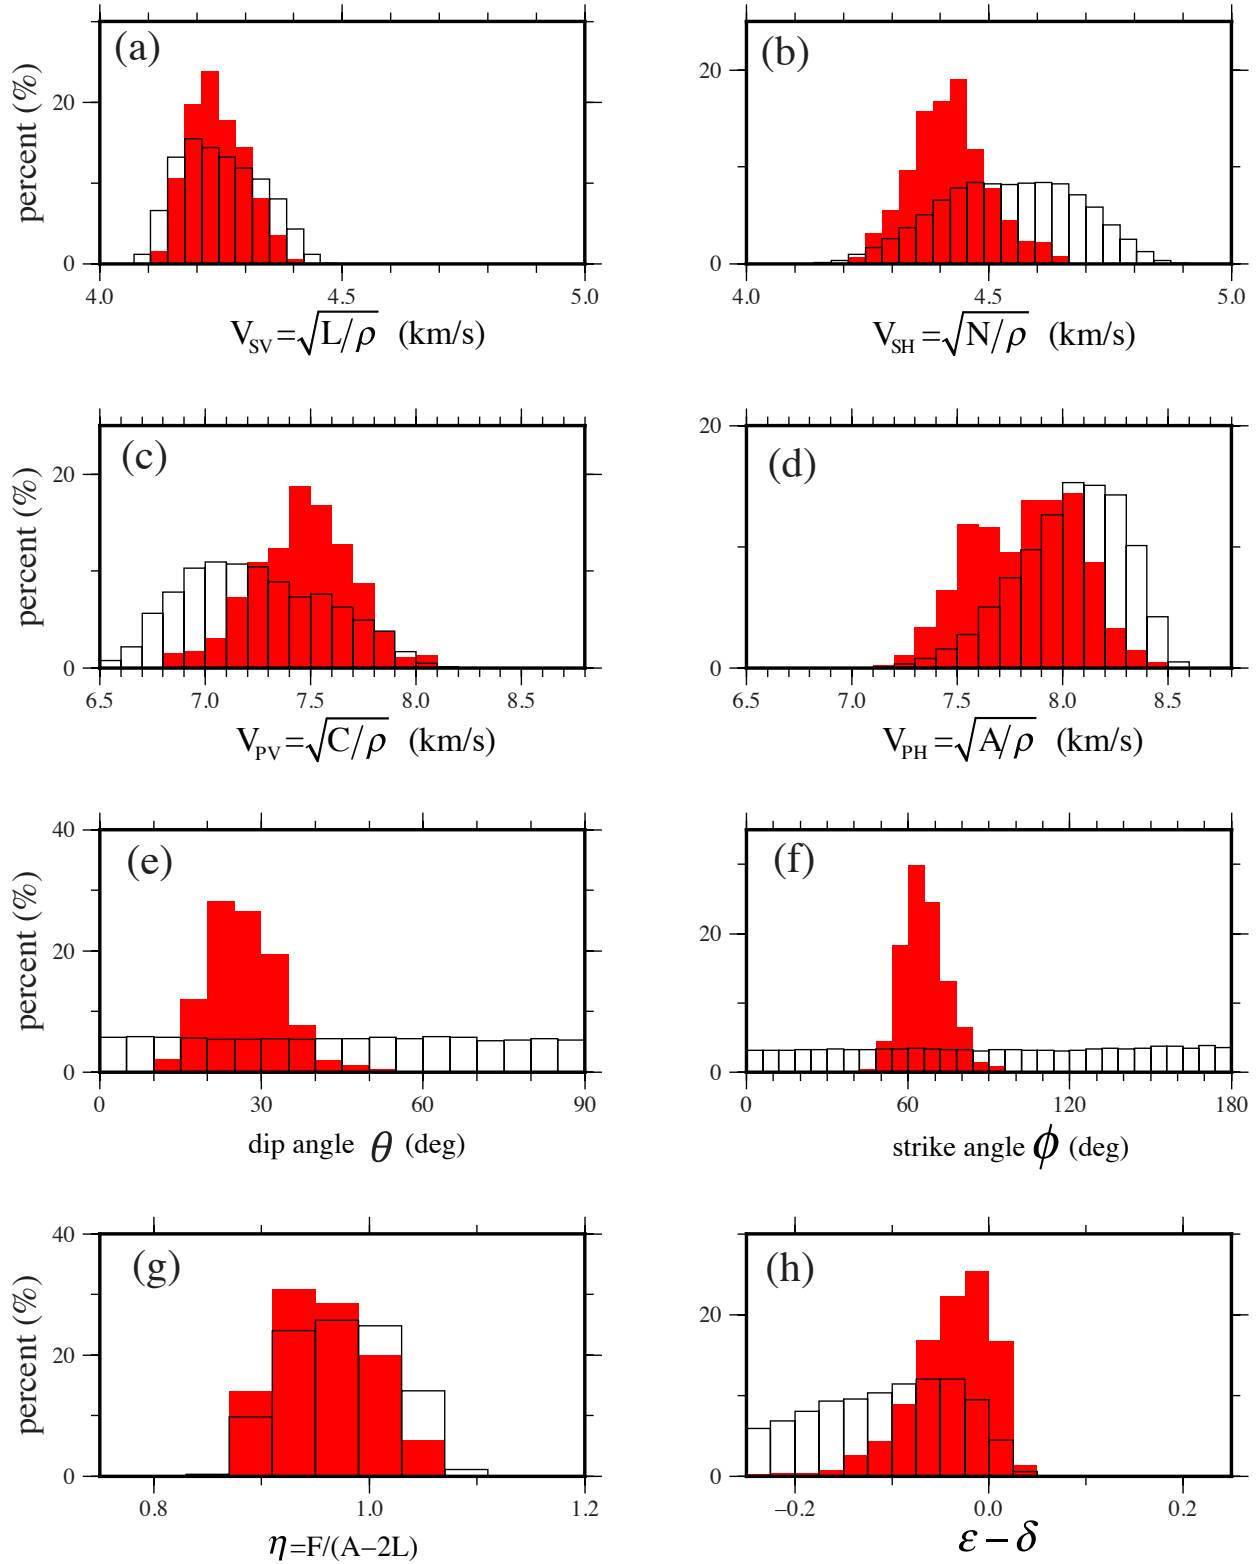 (a) (b)
percent (%)
20 20
0 0
4.0 4.5 5.0 4.0 4.5 5.0
V_SV=√L/ρ (km/s) V_SH=√N/ρ (km/s)
(c) (d)
percent (%)
20 20
0 0
6.5 7.0 7.5 8.0 8.5 7.0 7.5 8.0 8.5
V_PV=√C/ρ (km/s) V_PH=√A/ρ (km/s)
40
(e) (f)
percent (%)
20 20
0 0
0 30 60 90 0 60 120 180
dip angle θ (deg) strike angle ϕ (deg)
40
(g) (h)
percent (%)
20 20
0 0
0.8 1.0 1.2 −0.2 0.0 0.2
η=F/(A−2L) ε−δ